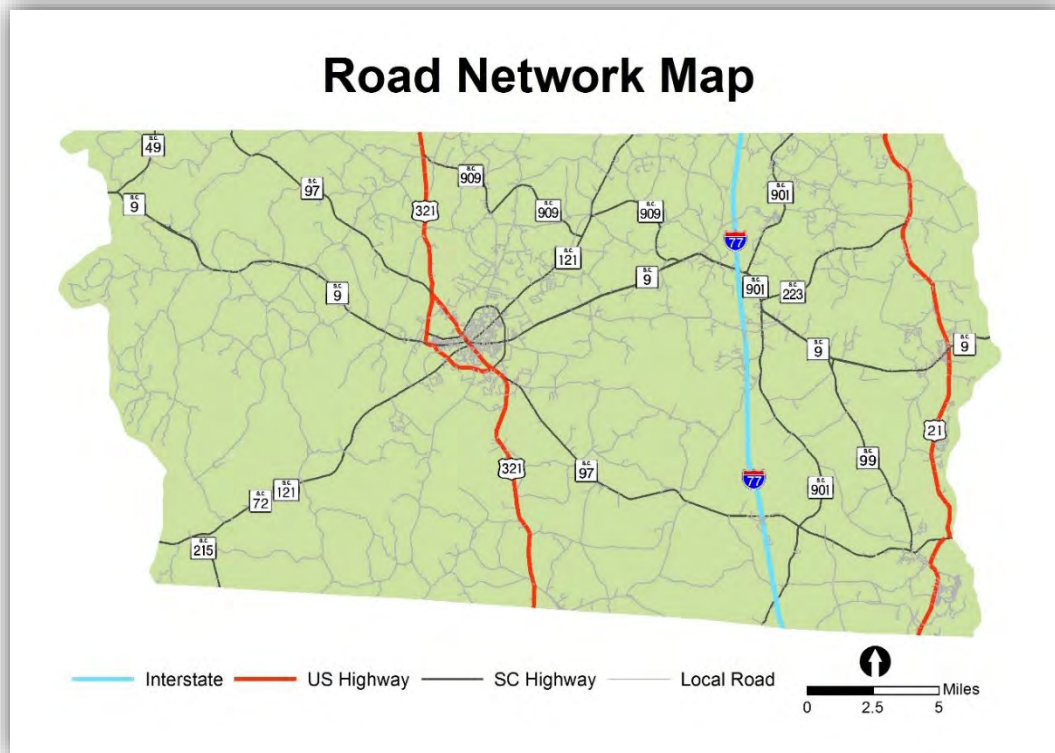 Road Network Map
S.C.
49
S.C.
97
S.C.
909
S.C.
9
321
S.C.
909
S.C.
909
S.C.
901
77
S.C.
121
S.C.
9
S.C.
901
S.C.
223
S.C.
9
S.C.
9
S.C.
9
21
S.C.
99
321
S.C.
97
77
S.C.
901
S.C.
121
S.C.
72
S.C.
215
Interstate
US Highway
SC Highway
Local Road
Miles
0 2.5 5